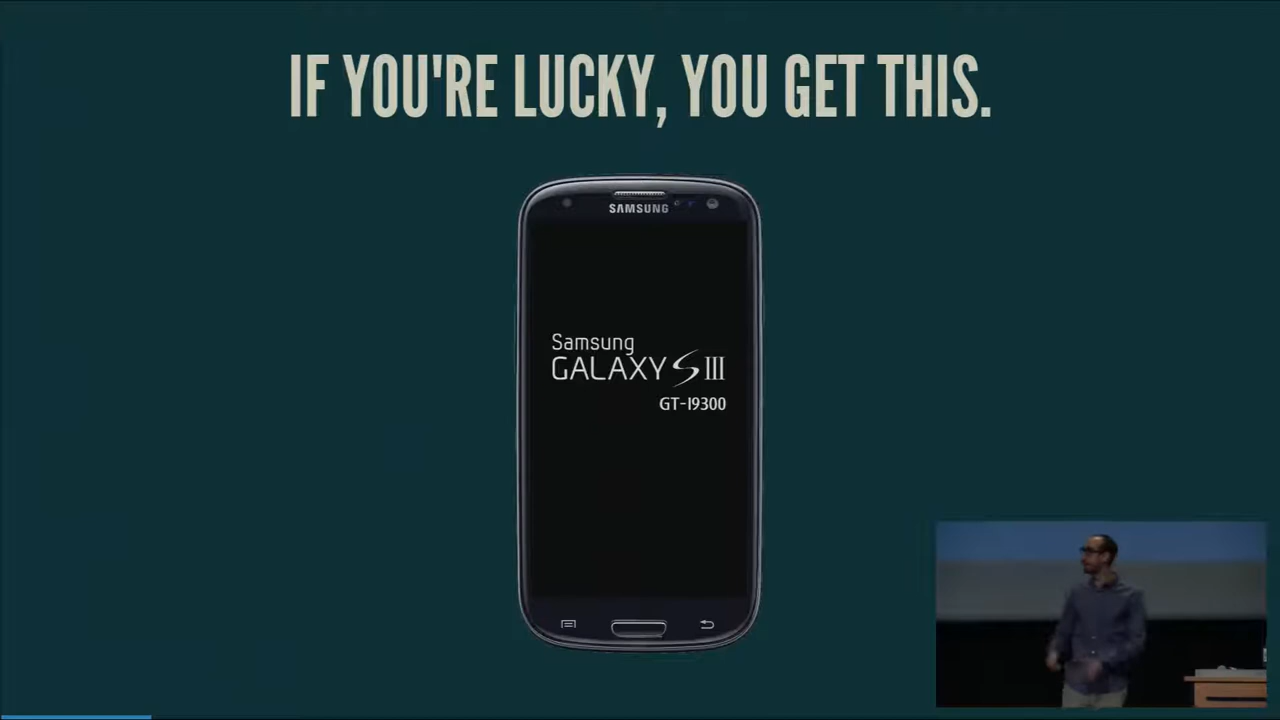 IF YOU'RE LUCKY, YOU GET THIS.
SAMSUNG
Samsung
GALAXY S III
GT-I9300